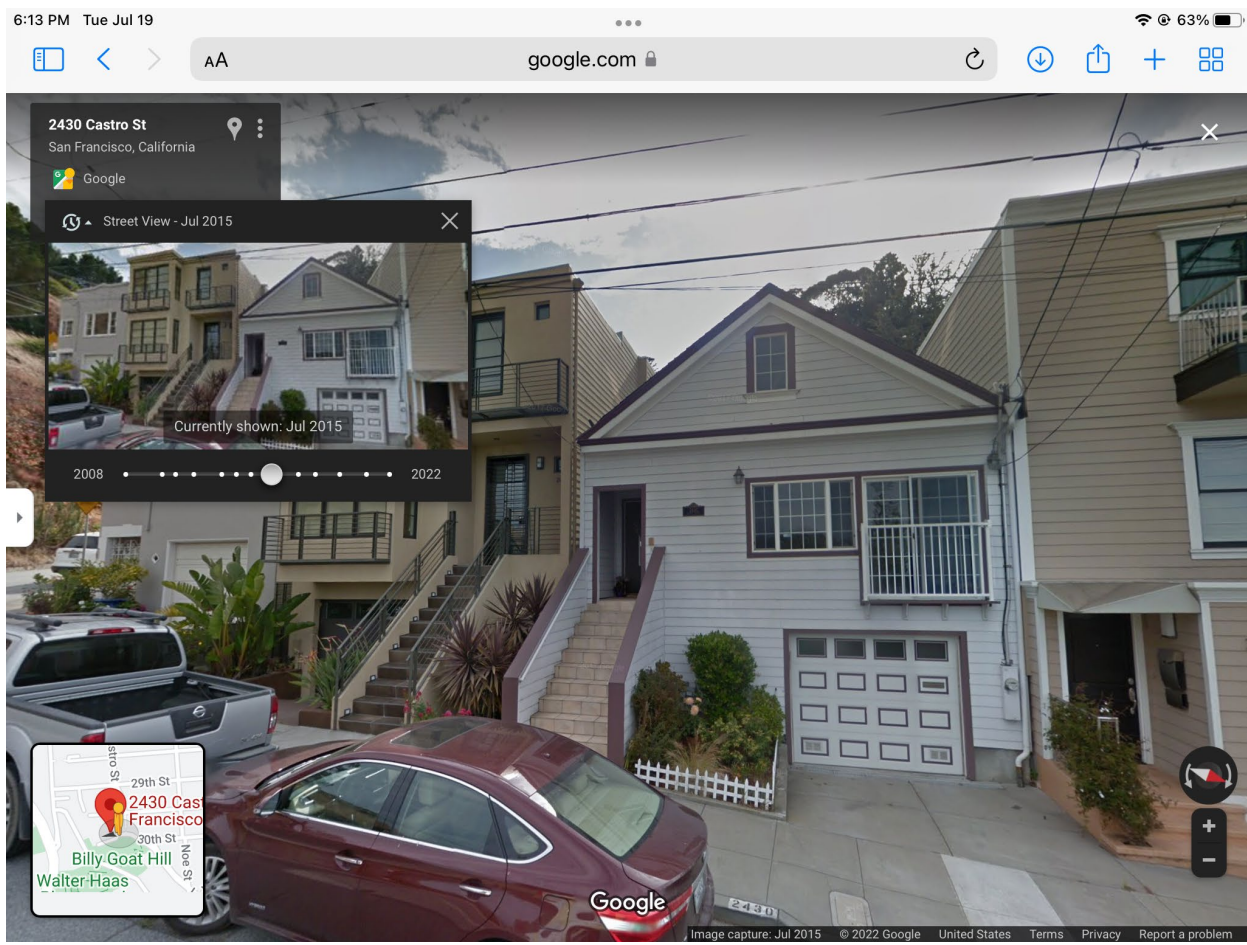 6:13 PM Tue Jul 19
63%
AA
google.com
2430 Castro St
San Francisco, California
Google
Street View - Jul 2015
Currently shown: Jul 2015
2008
2022
29th St
2430 Cast
Francisco
30th St
stro St
Noe St
Billy Goat Hill
Walter Haas
Google
2430
Image capture: Jul 2015 © 2022 Google United States Terms Privacy Report a problem